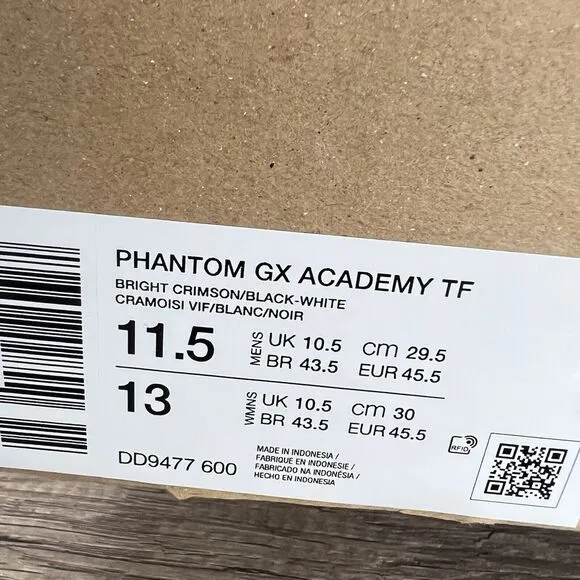 PHANTOM GX ACADEMY TF
BRIGHT CRIMSON/BLACK-WHITE
CRAMOISI VIF/BLANC/NOIR
11.5 MENS UK 10.5 CM 29.5
BR 43.5 EUR 45.5
13 WMNS UK 10.5 CM 30
BR 43.5 EUR 45.5
DD9477 600
MADE IN INDONESIA /
FABRIQUE EN INDONESIE /
FABRICADO NA INDONÉSIA /
HECHO EN INDONESIA
RFID